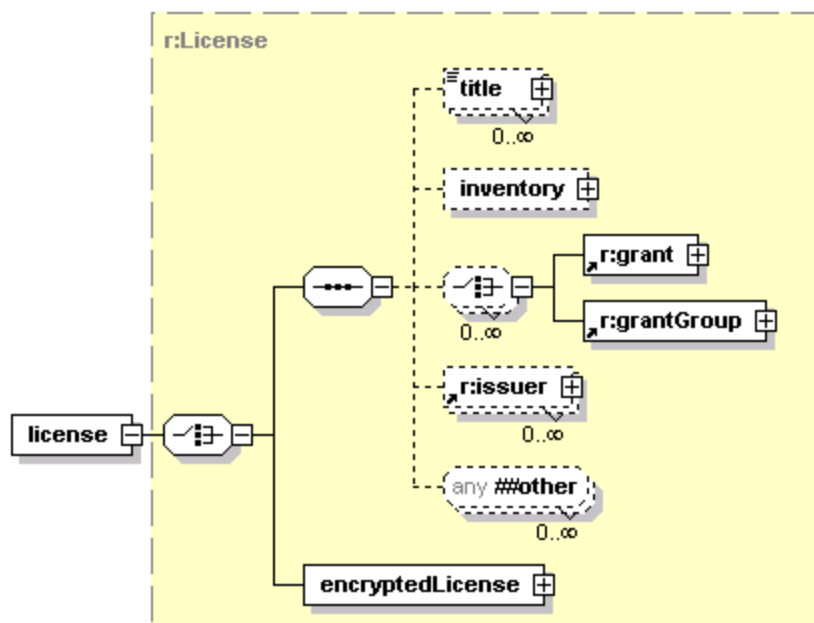 r:License
title
0..∞
inventory
r:grant
0..∞
r:grantGroup
r:issuer
0..∞
license
any ##other
0..∞
encryptedLicense